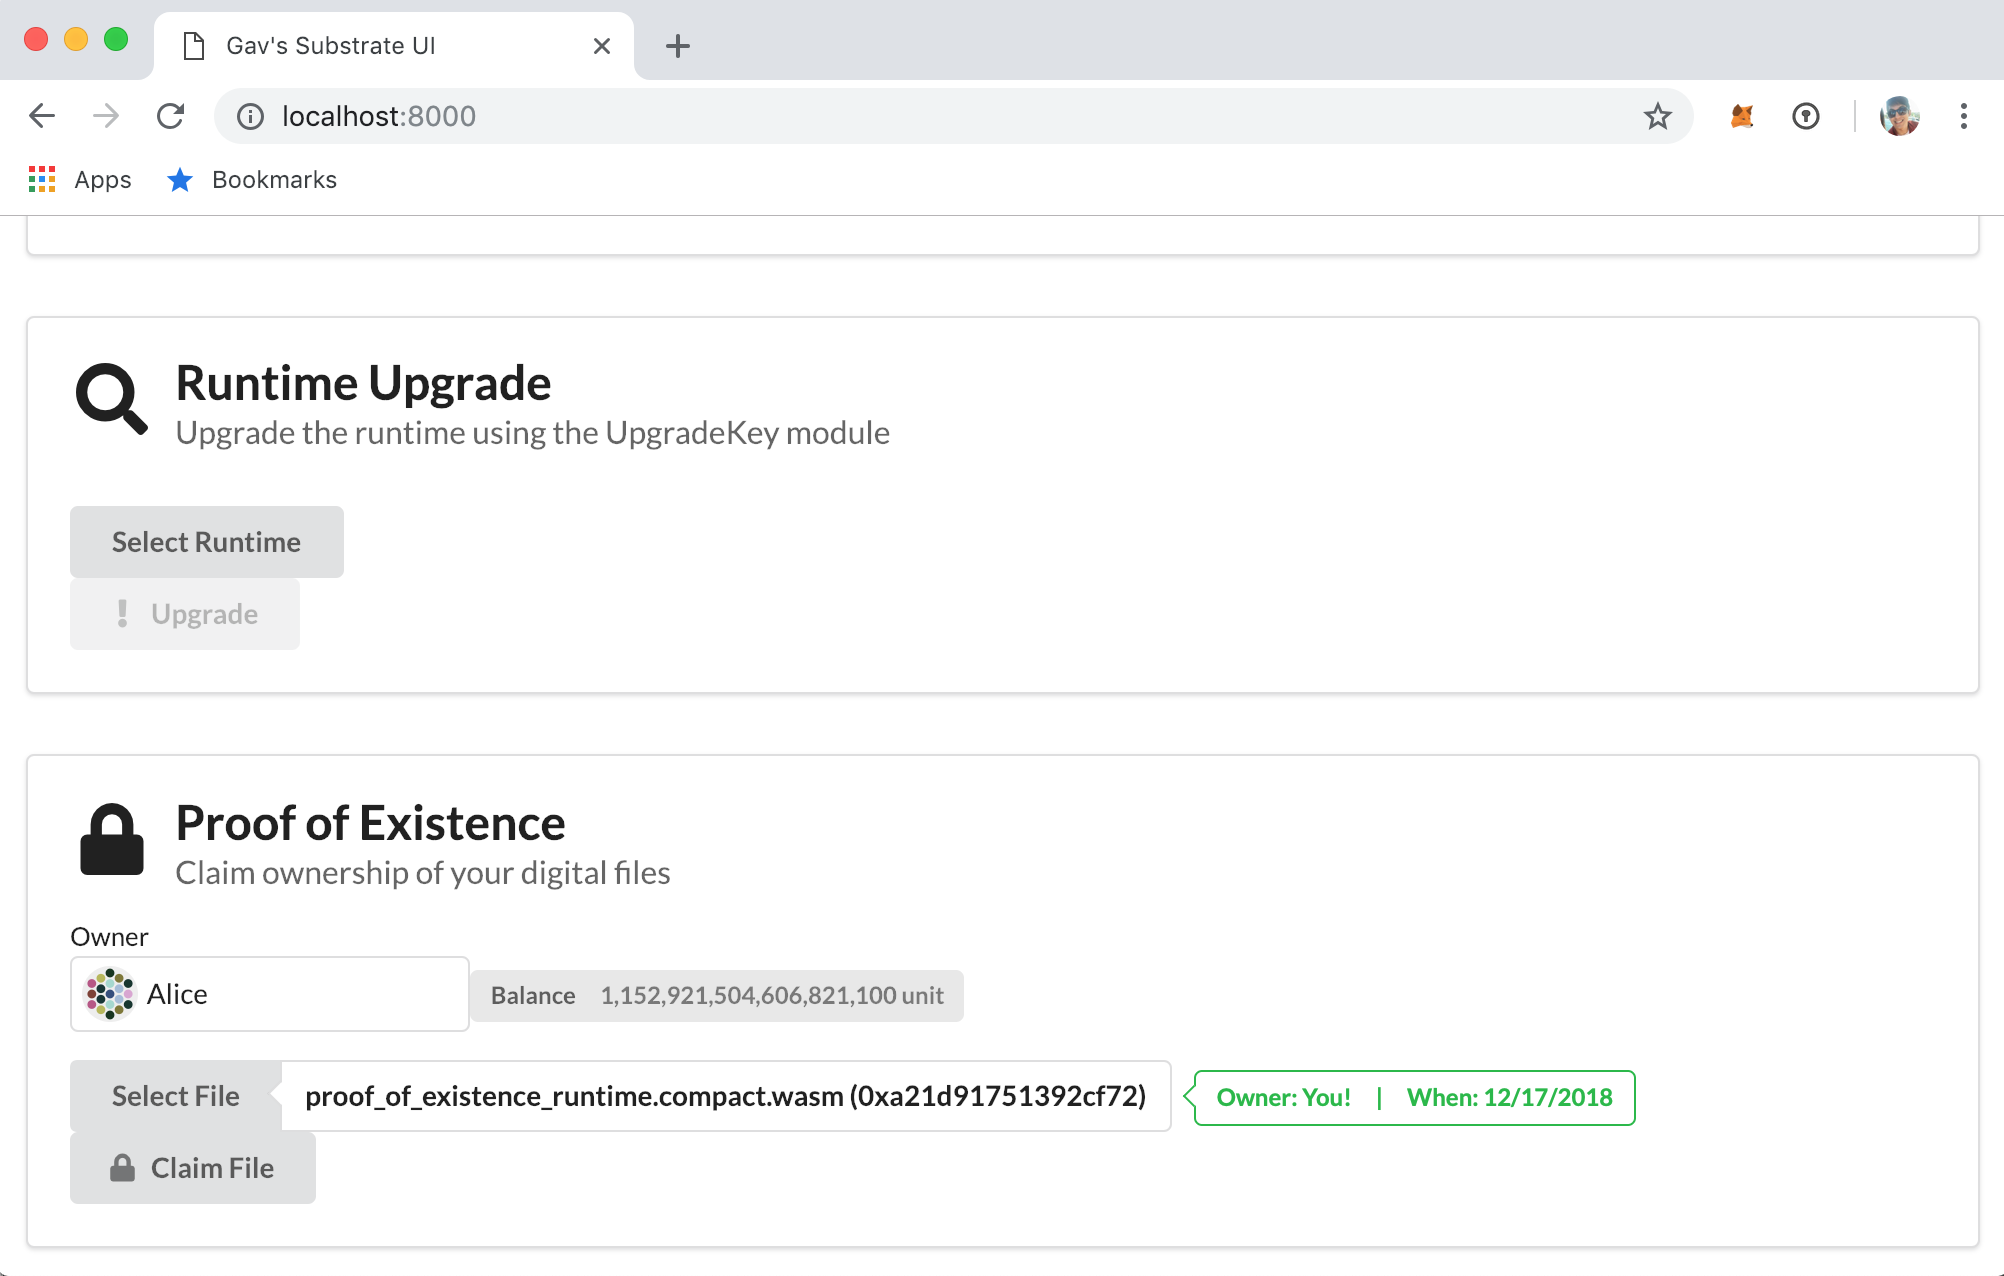 Gav's Substrate UI
localhost:8000
Apps Bookmarks
Runtime Upgrade
Upgrade the runtime using the UpgradeKey module
Select Runtime
Upgrade
Proof of Existence
Claim ownership of your digital files
Owner
Alice Balance 1,152,921,504,606,821,100 unit
Select File proof_of_existence_runtime.compact.wasm (0xa21d91751392cf72) Owner: You! | When: 12/17/2018
Claim File